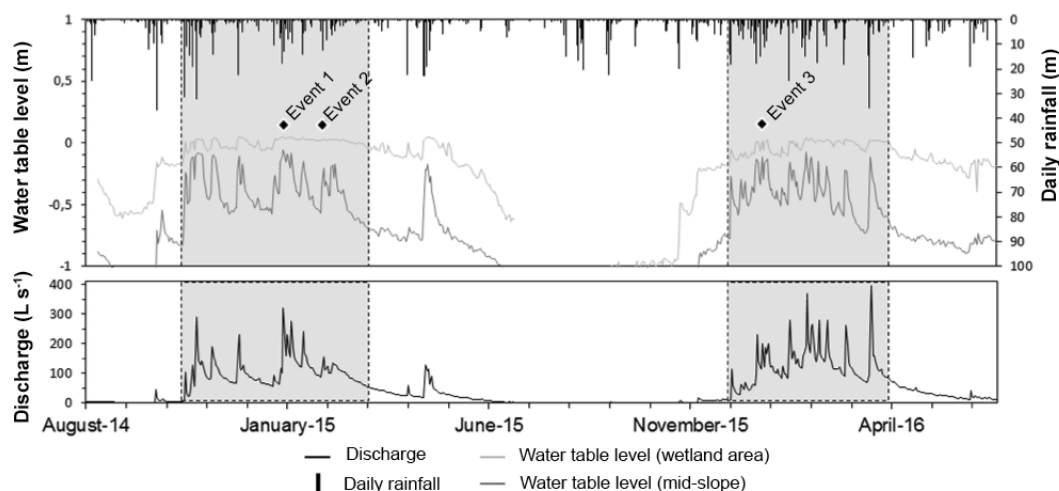 Water table level (m)
1
0,5
0
-0,5
-1
Event 1
Event 2
Event 3
0
10
20
30
40
50
60
70
80
90
100
Daily rainfall (m)
Discharge (L s⁻¹)
400
300
200
100
0
August-14 January-15 June-15 November-15 April-16
Discharge Water table level (wetland area)
Daily rainfall Water table level (mid-slope)